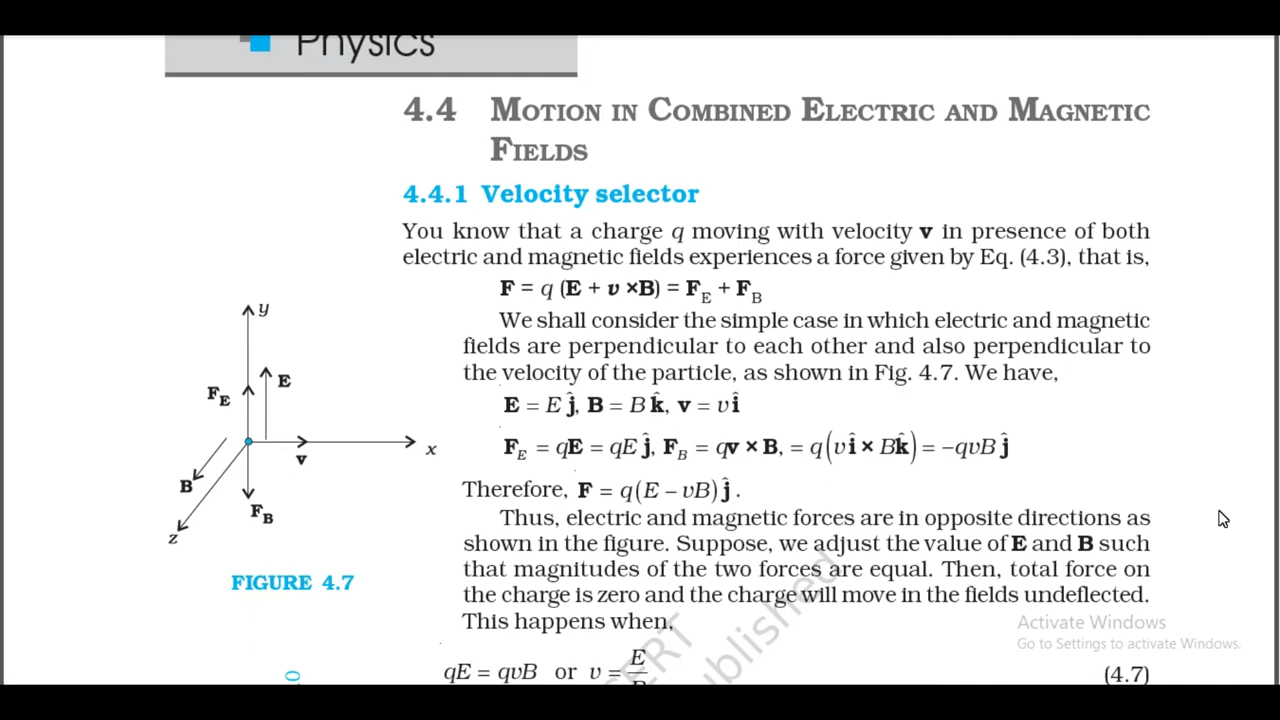 Physics
4.4 MOTION IN COMBINED ELECTRIC AND MAGNETIC
FIELDS
4.4.1 Velocity selector
You know that a charge q moving with velocity v in presence of both
electric and magnetic fields experiences a force given by Eq. (4.3), that is,
F = q (E + v ×B) = F_E + F_B
We shall consider the simple case in which electric and magnetic
fields are perpendicular to each other and also perpendicular to
the velocity of the particle, as shown in Fig. 4.7. We have,
E = E ĵ, B = B k̂, v = v î
F_E = qE = qE ĵ, F_B = qv × B, = q(v î × B k̂) = −qvB ĵ
Therefore, F = q(E − vB) ĵ.
Thus, electric and magnetic forces are in opposite directions as
shown in the figure. Suppose, we adjust the value of E and B such
that magnitudes of the two forces are equal. Then, total force on
the charge is zero and the charge will move in the fields undeflected.
This happens when,
qE = qvB or v = E/B (4.7)
y
E
F_E
x
v
B
F_B
z
FIGURE 4.7
Activate Windows
Go to Settings to activate Windows.